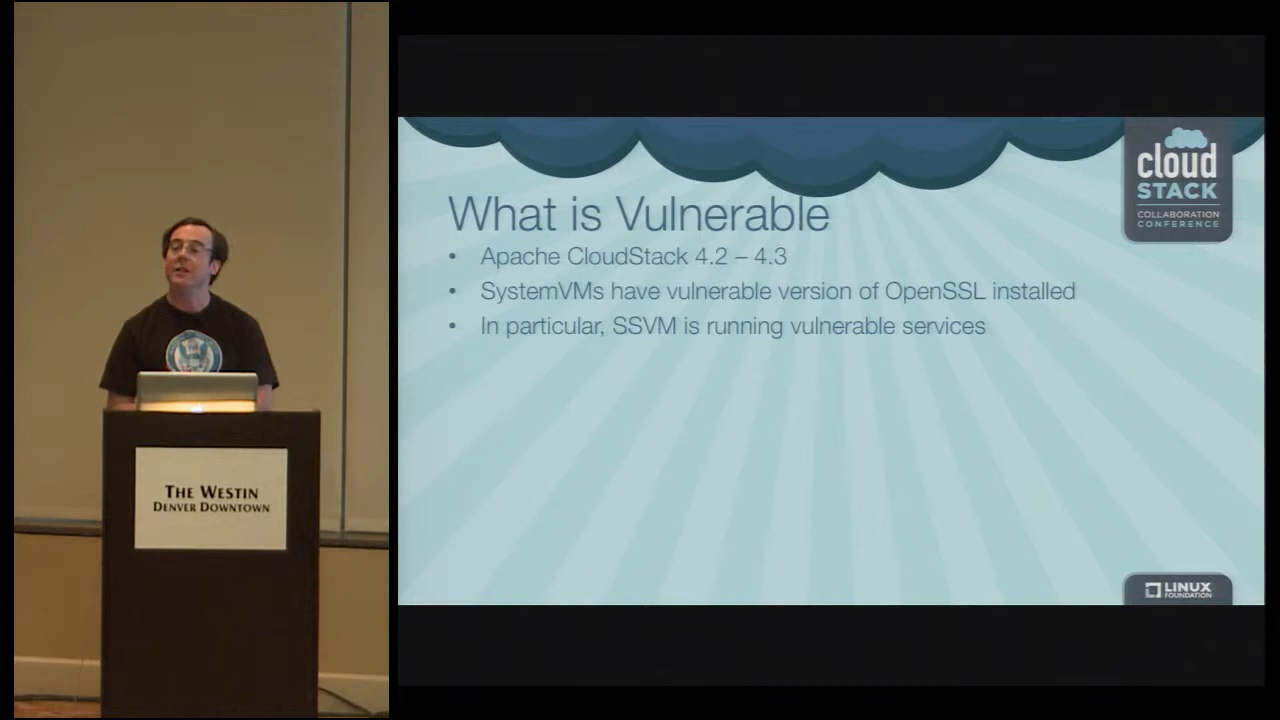 cloud
STACK
COLLABORATION
CONFERENCE
What is Vulnerable
• Apache CloudStack 4.2 – 4.3
• SystemVMs have vulnerable version of OpenSSL installed
• In particular, SSVM is running vulnerable services
THE WESTIN
DENVER DOWNTOWN
LINUX
FOUNDATION